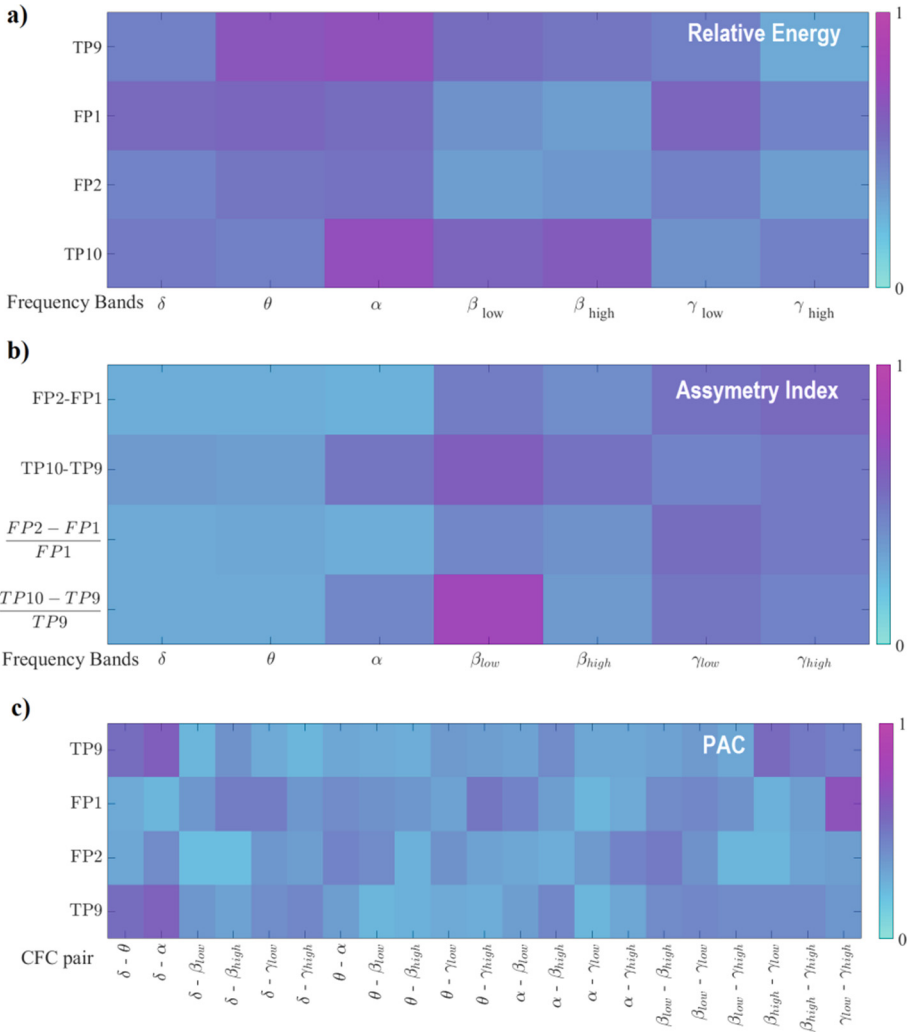 a)
Relative Energy
1
TP9
FP1
FP2
TP10
0
Frequency Bands δ θ α β low β high γ low γ high
b)
Assymetry Index
1
FP2-FP1
TP10-TP9
FP2 − FP1
FP1
TP10 − TP9
TP9
0
Frequency Bands δ θ α βlow βhigh γlow γhigh
c)
PAC
1
TP9
FP1
FP2
TP9
0
CFC pair δ - θ δ - α δ - βlow δ - βhigh δ - γlow δ - γhigh θ - α θ - βlow θ - βhigh θ - γlow θ - γhigh α - βlow α - βhigh α - γlow α - γhigh βlow - βhigh βlow - γlow βlow - γhigh βhigh - γlow βhigh - γhigh γlow - γhigh